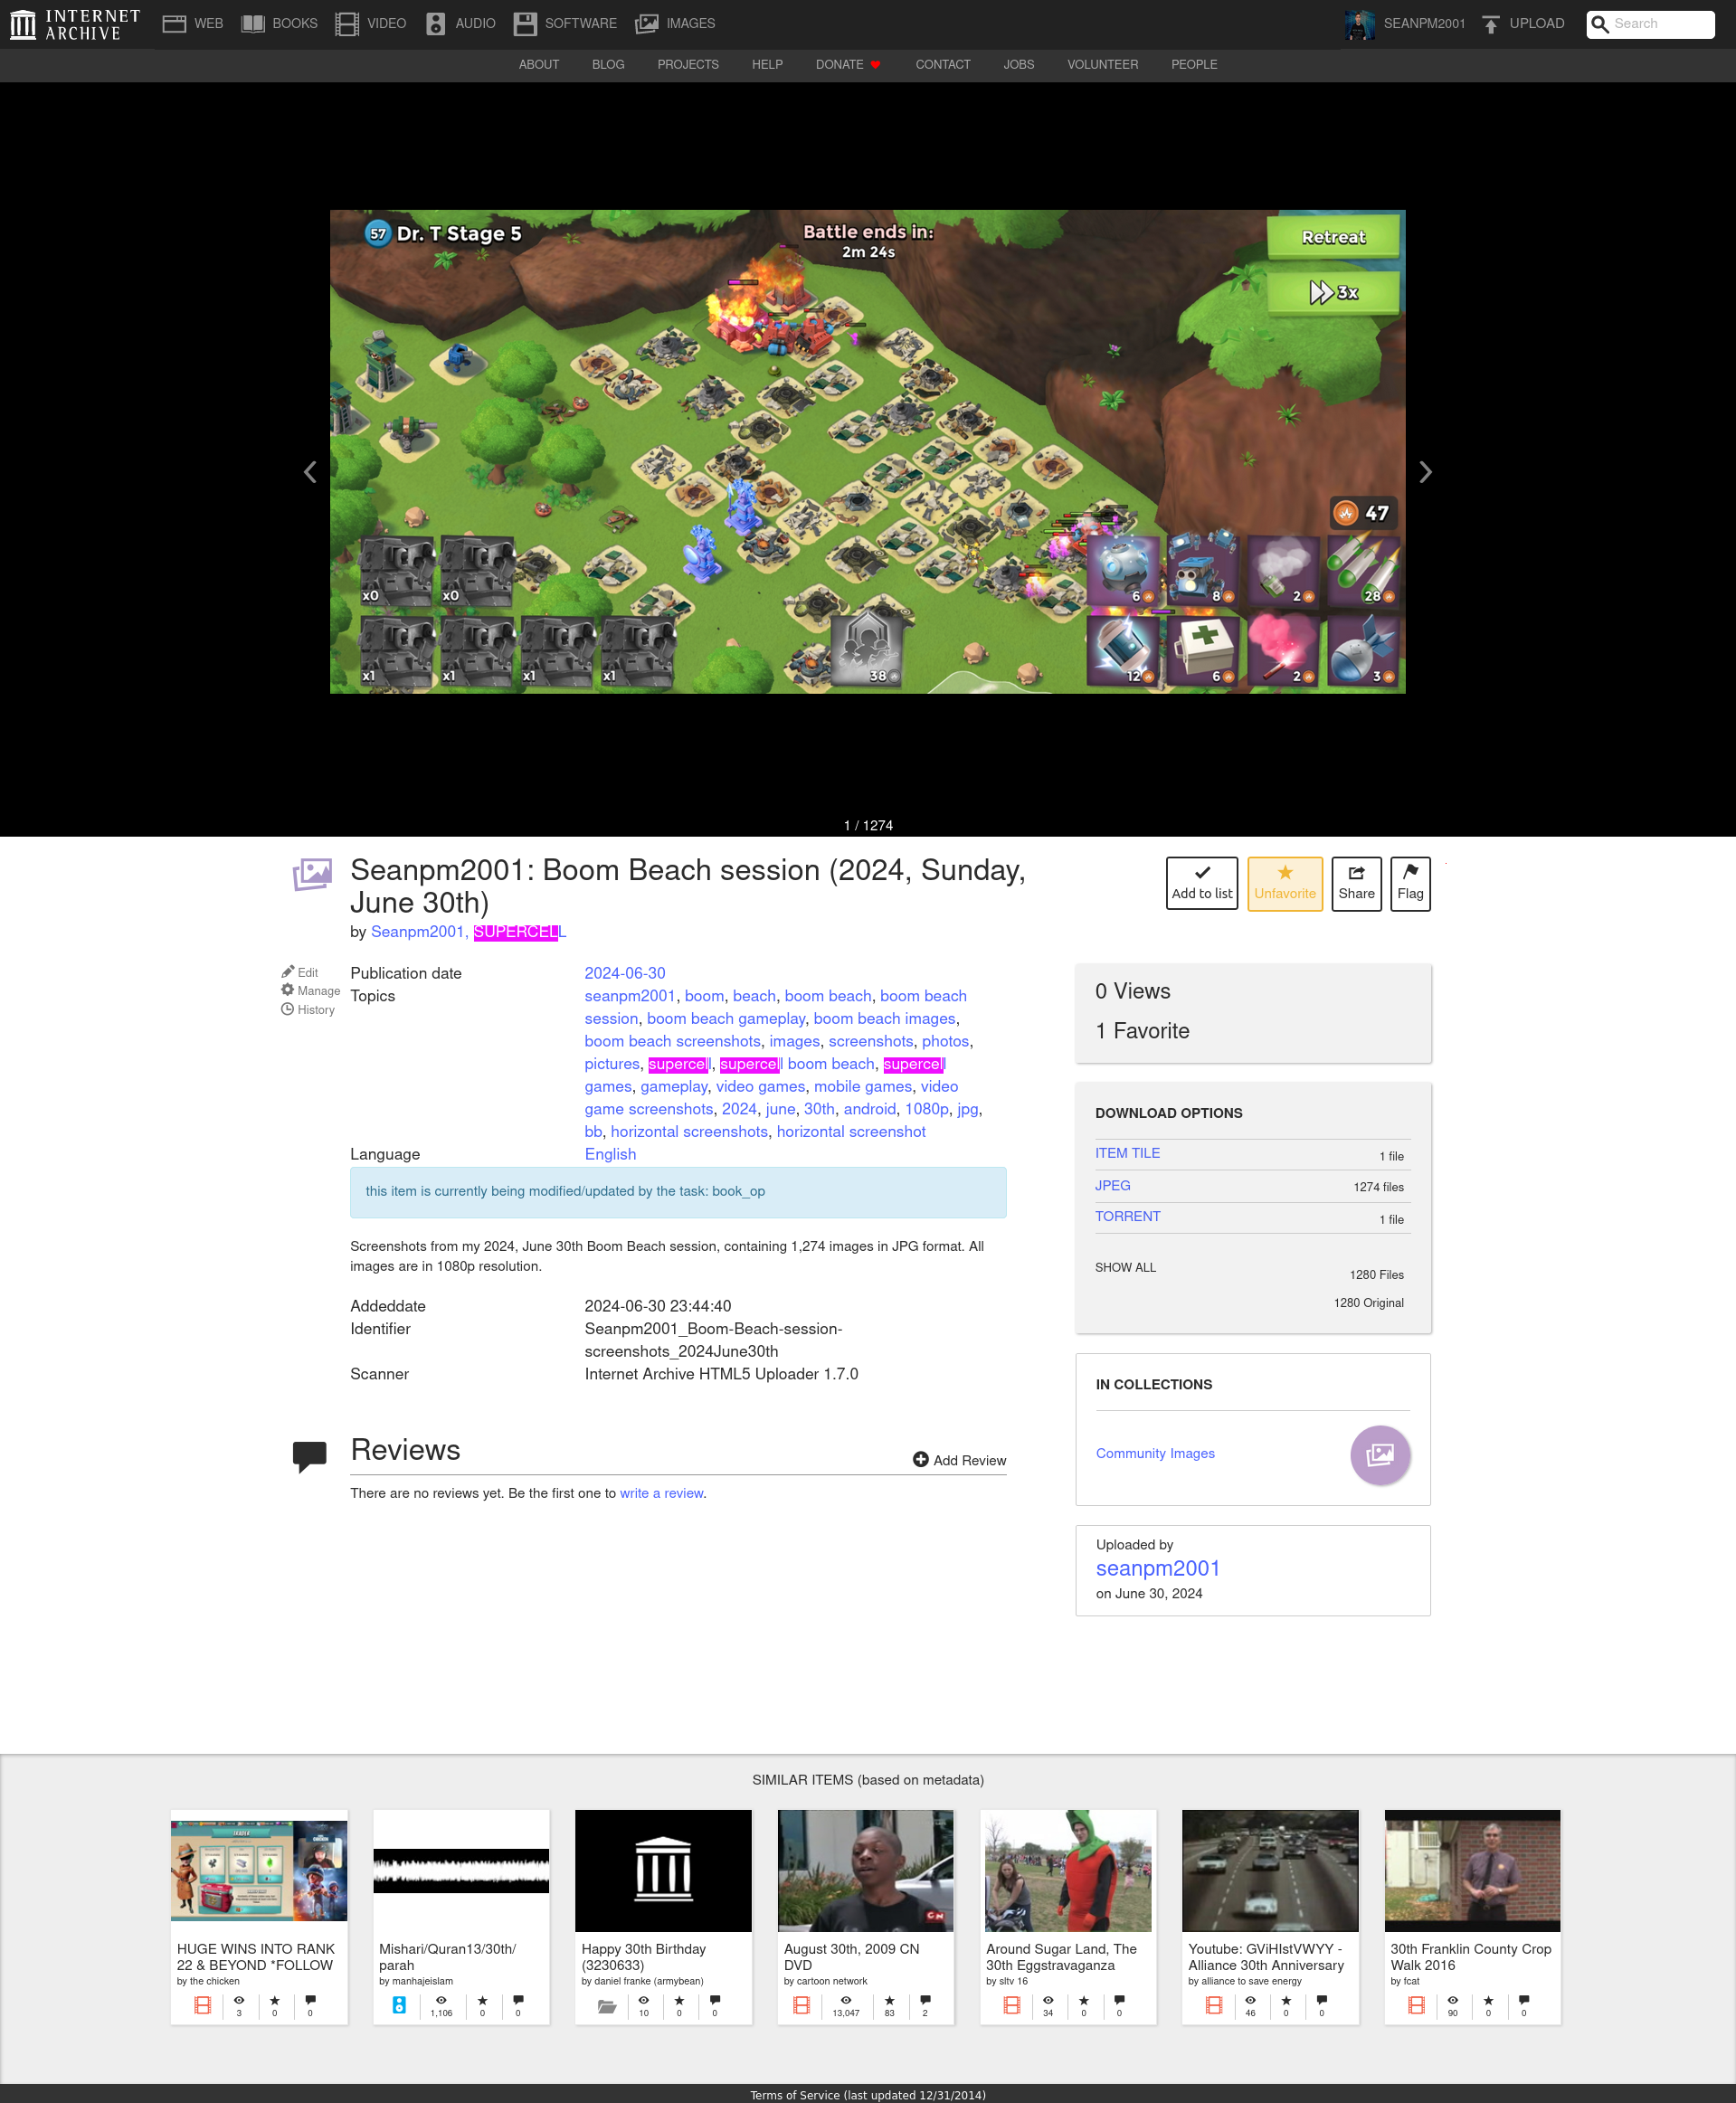 INTERNET
ARCHIVE
WEB BOOKS VIDEO AUDIO SOFTWARE IMAGES
SEANPM2001 UPLOAD Search
ABOUT BLOG PROJECTS HELP DONATE CONTACT JOBS VOLUNTEER PEOPLE
57 Dr. T Stage 5
Battle ends in:
2m 24s
Retreat
3x
47
x0 x0
6 8 2 28
x1 x1 x1 x1
38
12 6 2 3
1 / 1274
Seanpm2001: Boom Beach session (2024, Sunday,
June 30th)
by Seanpm2001, SUPERCELL
Add to list
Unfavorite
Share
Flag
Edit
Manage
History
Publication date 2024-06-30
Topics seanpm2001, boom, beach, boom beach, boom beach
session, boom beach gameplay, boom beach images,
boom beach screenshots, images, screenshots, photos,
pictures, supercell, supercell boom beach, supercell
games, gameplay, video games, mobile games, video
game screenshots, 2024, june, 30th, android, 1080p, jpg,
bb, horizontal screenshots, horizontal screenshot
Language English
this item is currently being modified/updated by the task: book_op
Screenshots from my 2024, June 30th Boom Beach session, containing 1,274 images in JPG format. All
images are in 1080p resolution.
Addeddate 2024-06-30 23:44:40
Identifier Seanpm2001_Boom-Beach-session-
screenshots_2024June30th
Scanner Internet Archive HTML5 Uploader 1.7.0
Reviews
Add Review
There are no reviews yet. Be the first one to write a review.
0 Views
1 Favorite
DOWNLOAD OPTIONS
ITEM TILE 1 file
JPEG 1274 files
TORRENT 1 file
SHOW ALL 1280 Files
1280 Original
IN COLLECTIONS
Community Images
Uploaded by
seanpm2001
on June 30, 2024
SIMILAR ITEMS (based on metadata)
HUGE WINS INTO RANK
22 & BEYOND *FOLLOW
by the chicken
3 0 0
Mishari/Quran13/30th/
parah
by manhajeislam
1,106 0 0
Happy 30th Birthday
(3230633)
by daniel franke (armybean)
10 0 0
CN
August 30th, 2009 CN
DVD
by cartoon network
13,047 83 2
Around Sugar Land, The
30th Eggstravaganza
by sltv 16
34 0 0
Youtube: GViHIstVWYY -
Alliance 30th Anniversary
by alliance to save energy
46 0 0
30th Franklin County Crop
Walk 2016
by fcat
90 0 0
Terms of Service (last updated 12/31/2014)